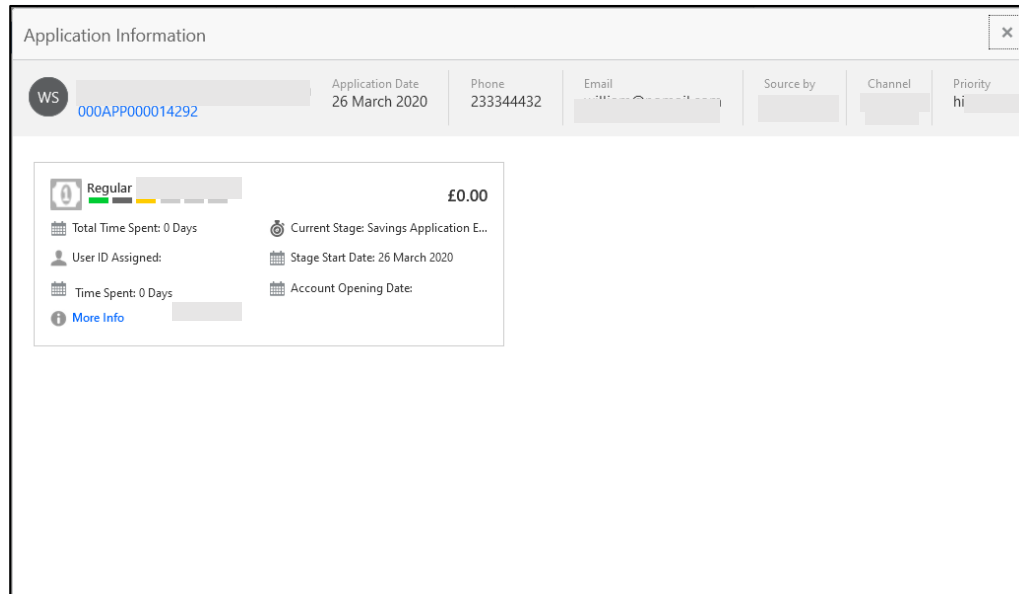 Application Information
WS
000APP000014292
Application Date
26 March 2020
Phone
233344432
Email
Source by
Channel
Priority
hi
Regular
£0.00
Total Time Spent: 0 Days
Current Stage: Savings Application E...
User ID Assigned:
Stage Start Date: 26 March 2020
Time Spent: 0 Days
Account Opening Date:
More Info